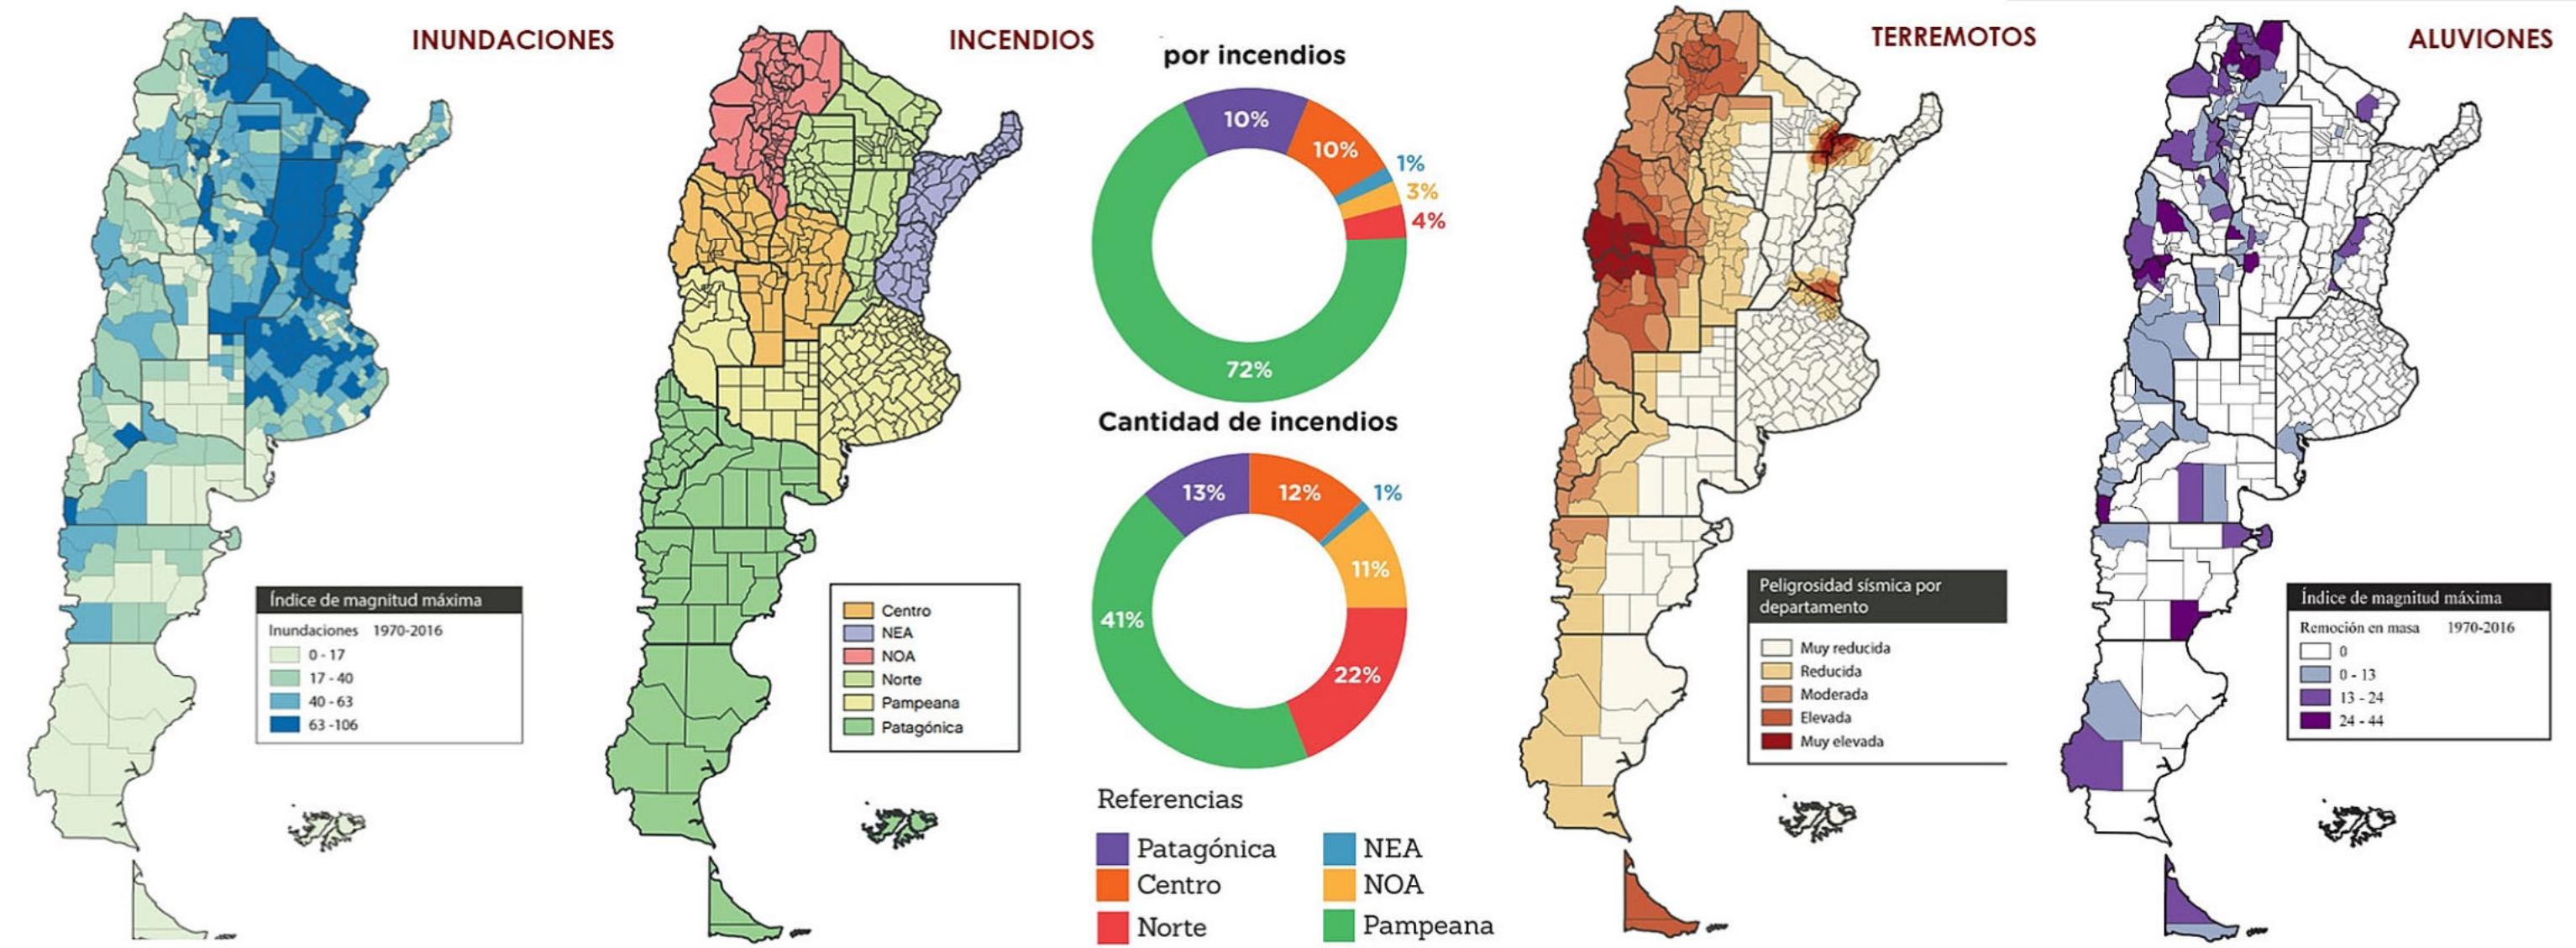 INUNDACIONES
Índice de magnitud máxima
Inundaciones 1970-2016
0 - 17
17 - 40
40 - 63
63 -106
INCENDIOS
Centro
NEA
NOA
Norte
Pampeana
Patagónica
por incendios
10%
10%
1%
3%
4%
72%
Cantidad de incendios
13%
12%
1%
11%
41%
22%
Referencias
Patagónica
NEA
Centro
NOA
Norte
Pampeana
TERREMOTOS
Peligrosidad sísmica por
departamento
Muy reducida
Reducida
Moderada
Elevada
Muy elevada
ALUVIONES
Índice de magnitud máxima
Remoción en masa 1970-2016
0
0 - 13
13 - 24
24 - 44